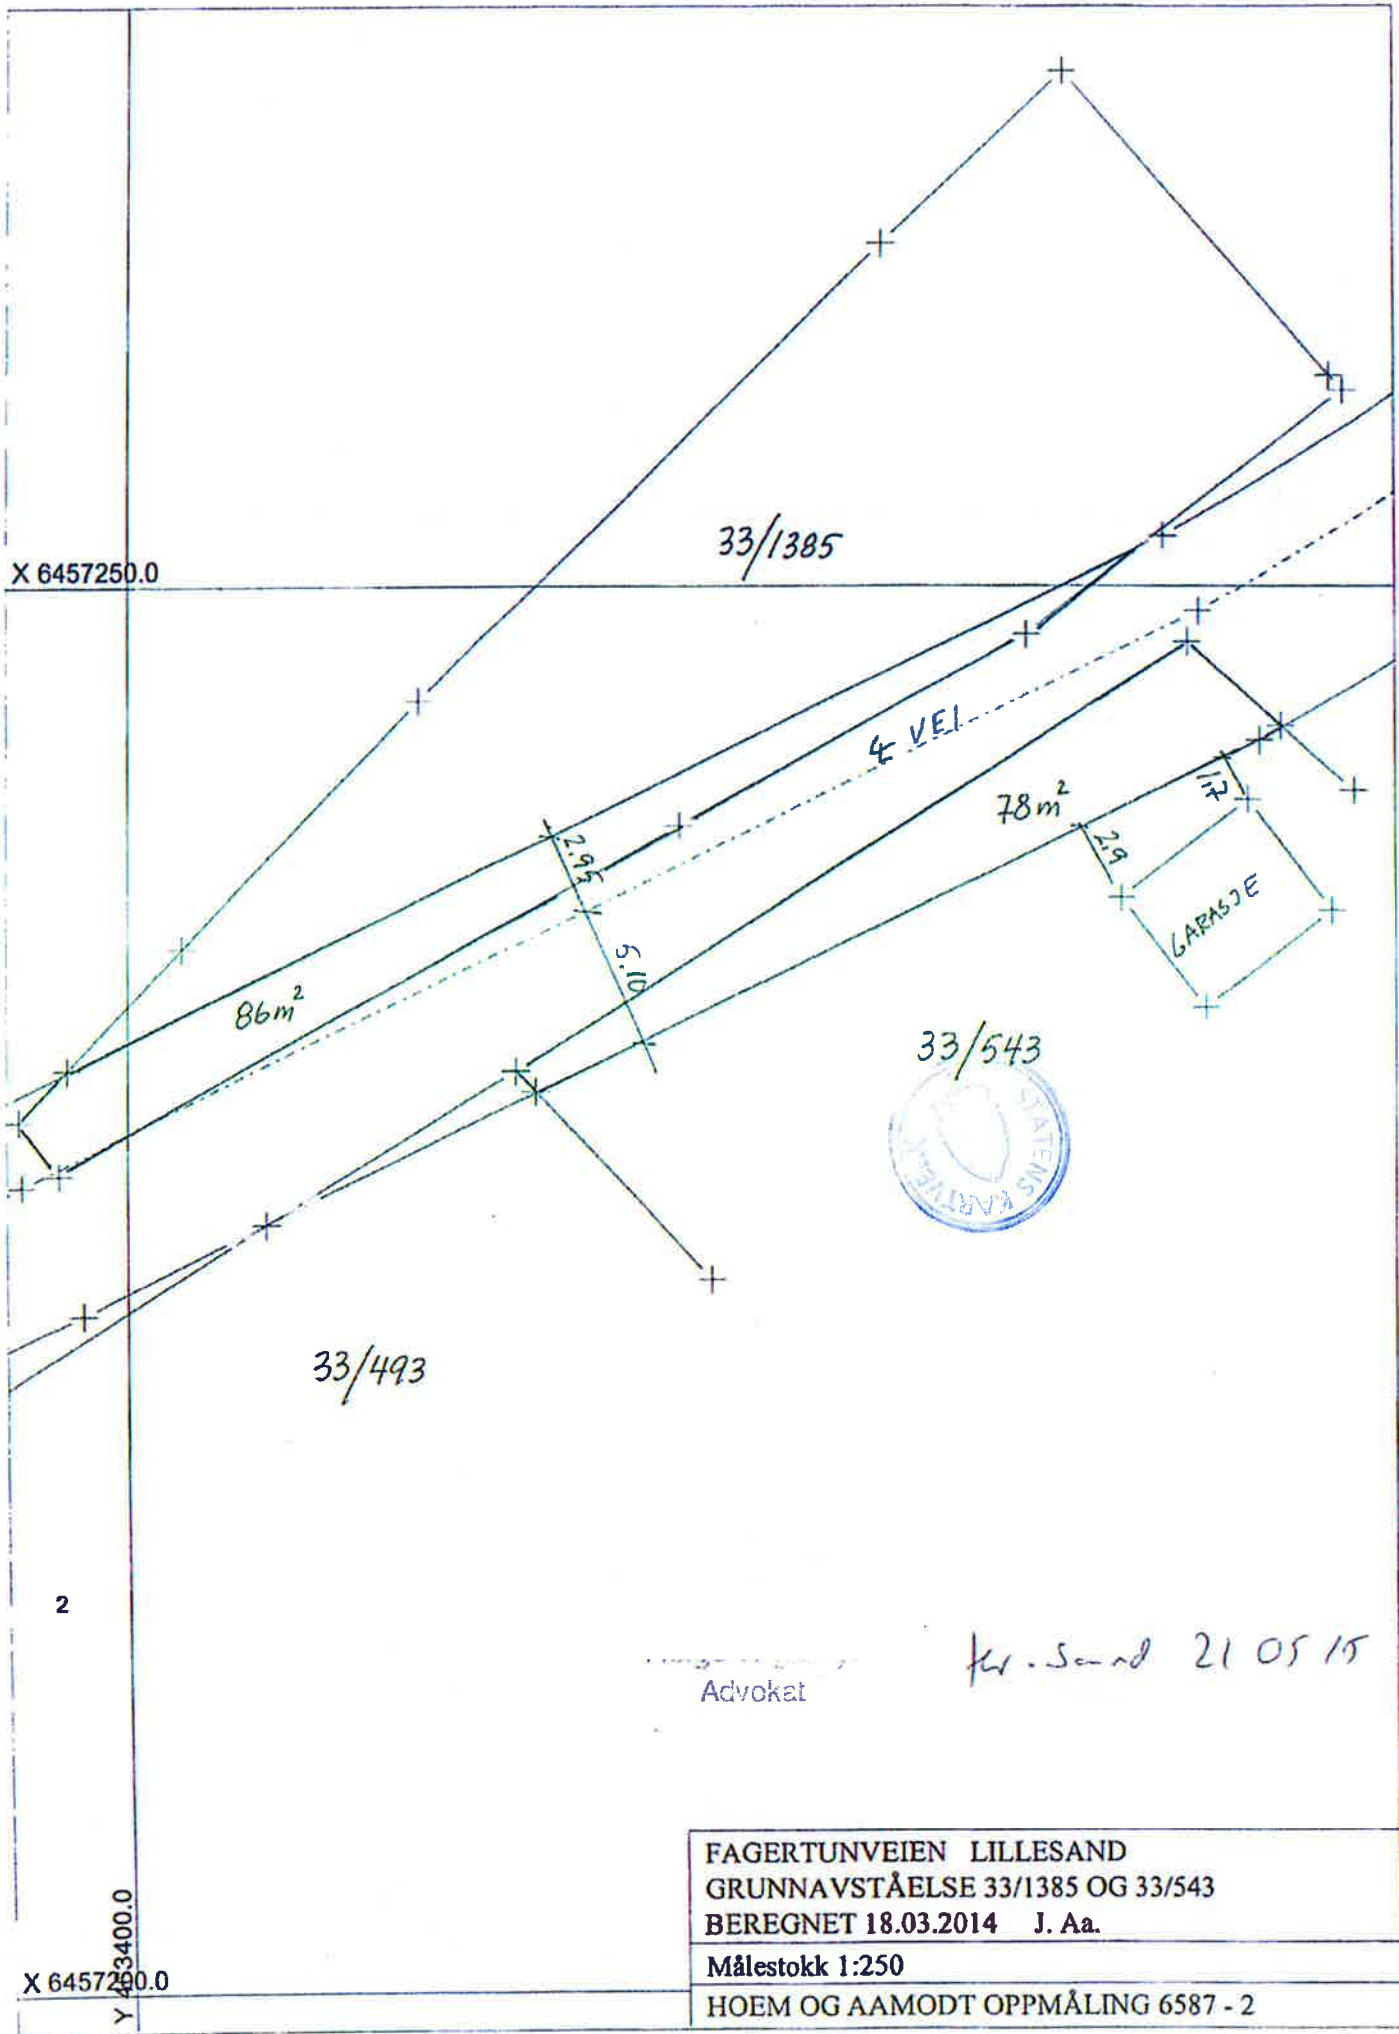 33/1385
X 6457250.0
VEI
2.95
78m²
1,7
2,9
GARASJE
5.10
86m²
33/543
STATENS KARTVERK
33/493
2
21 05 15
Advokat
FAGERTUNVEIEN LILLESAND
GRUNNAVSTÅELSE 33/1385 OG 33/543
BEREGNET 18.03.2014 J. Aa.
Målestokk 1:250
HOEM OG AAMODT OPPMÅLING 6587 - 2
Y 463400.0
X 6457200.0